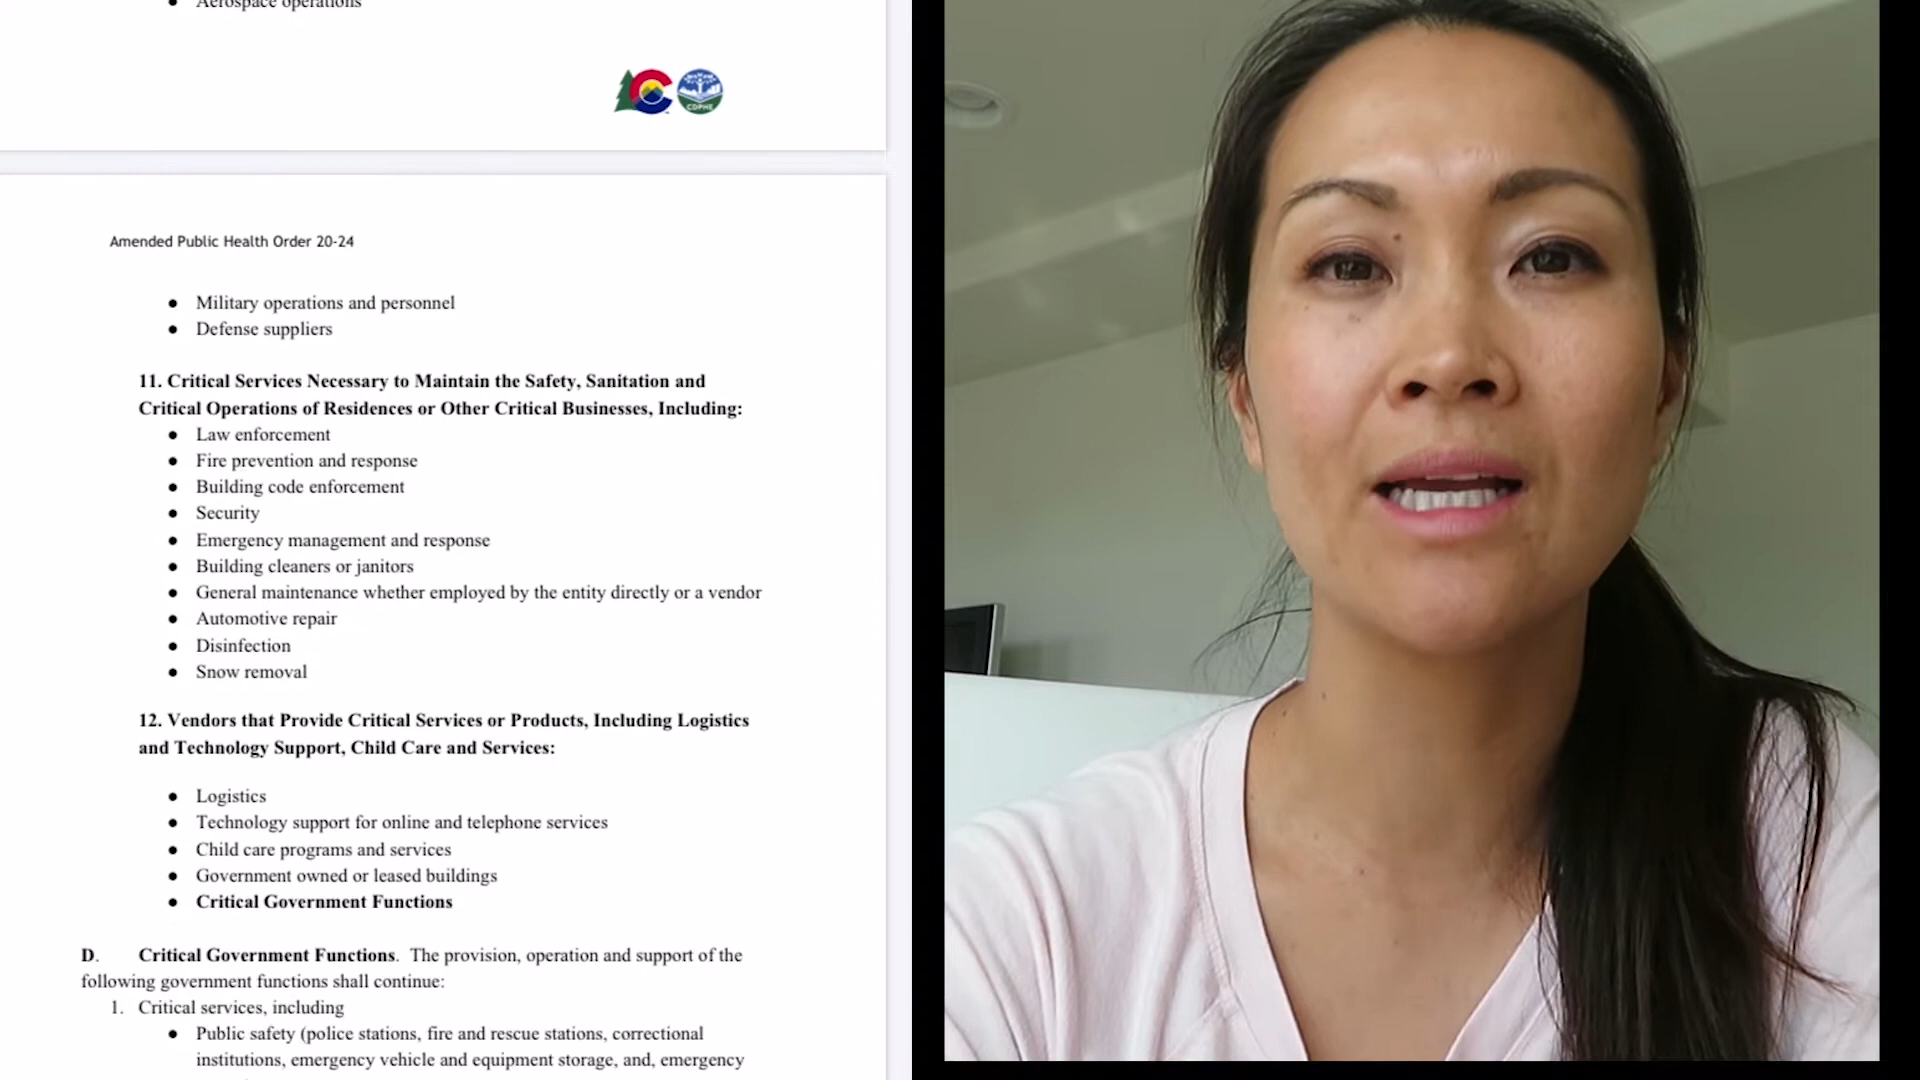 ● Aerospace operations
CDPHE
Amended Public Health Order 20-24
● Military operations and personnel
● Defense suppliers
11. Critical Services Necessary to Maintain the Safety, Sanitation and
Critical Operations of Residences or Other Critical Businesses, Including:
● Law enforcement
● Fire prevention and response
● Building code enforcement
● Security
● Emergency management and response
● Building cleaners or janitors
● General maintenance whether employed by the entity directly or a vendor
● Automotive repair
● Disinfection
● Snow removal
12. Vendors that Provide Critical Services or Products, Including Logistics
and Technology Support, Child Care and Services:
● Logistics
● Technology support for online and telephone services
● Child care programs and services
● Government owned or leased buildings
● Critical Government Functions
D. Critical Government Functions. The provision, operation and support of the
following government functions shall continue:
1. Critical services, including
● Public safety (police stations, fire and rescue stations, correctional
institutions, emergency vehicle and equipment storage, and, emergency